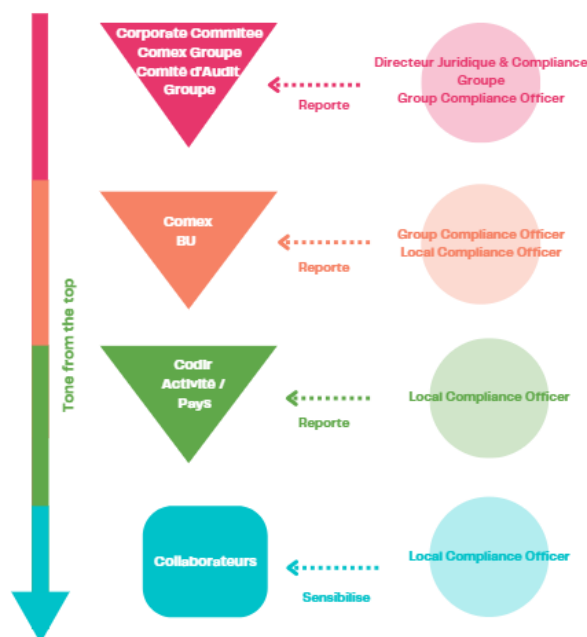 Corporate Commitee
Comex Groupe
Comité d'Audit
Groupe
Reporte
Directeur Juridique & Compliance
Groupe
Group Compliance Officer
Comex
BU
Reporte
Group Compliance Officer
Local Compliance Officer
Tone from the top
Codir
Activité /
Pays
Reporte
Local Compliance Officer
Collaborateurs
Sensibilise
Local Compliance Officer